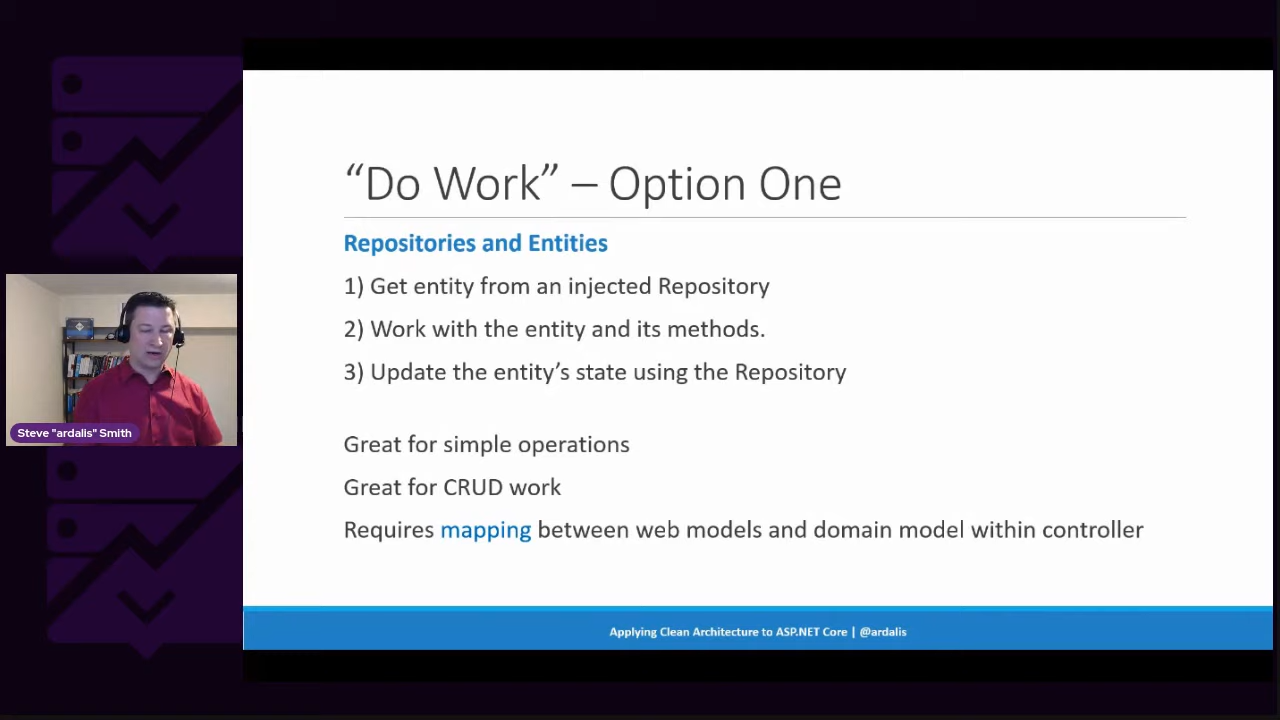 “Do Work” – Option One
Repositories and Entities
1) Get entity from an injected Repository
2) Work with the entity and its methods.
3) Update the entity’s state using the Repository
Great for simple operations
Great for CRUD work
Requires mapping between web models and domain model within controller
Steve "ardalis" Smith
Applying Clean Architecture to ASP.NET Core | @ardalis